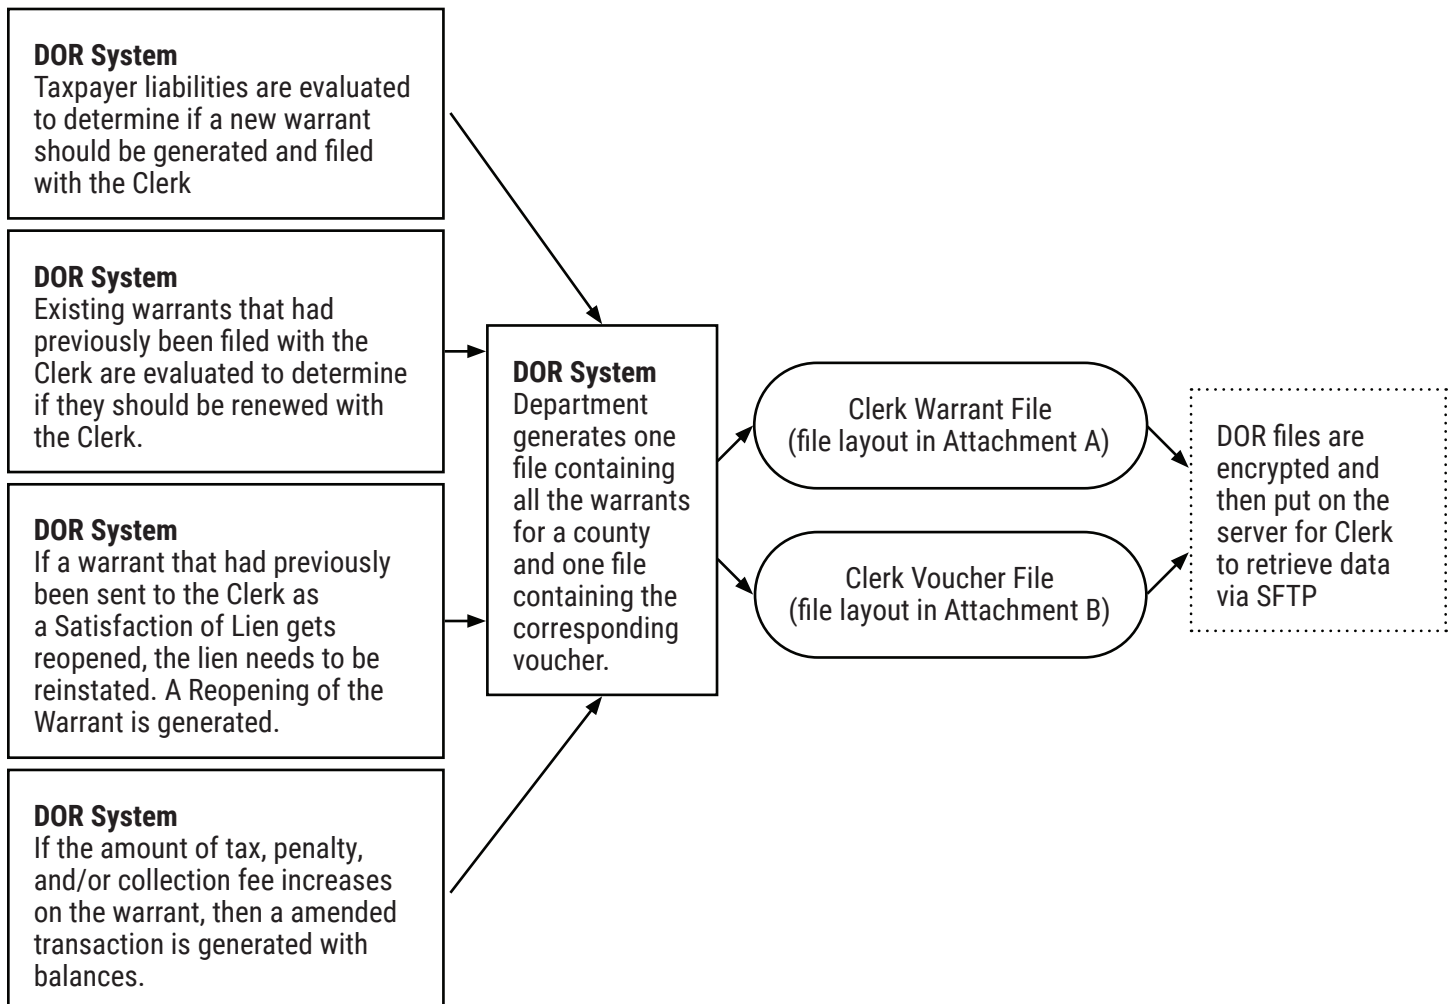 DOR System
Taxpayer liabilities are evaluated
to determine if a new warrant
should be generated and filed
with the Clerk
DOR System
Existing warrants that had
previously been filed with the
Clerk are evaluated to determine
if they should be renewed with
the Clerk.
DOR System
If a warrant that had previously
been sent to the Clerk as
a Satisfaction of Lien gets
reopened, the lien needs to be
reinstated. A Reopening of the
Warrant is generated.
DOR System
If the amount of tax, penalty,
and/or collection fee increases
on the warrant, then a amended
transaction is generated with
balances.
DOR System
Department
generates one
file containing
all the warrants
for a county
and one file
containing the
corresponding
voucher.
Clerk Warrant File
(file layout in Attachment A)
Clerk Voucher File
(file layout in Attachment B)
DOR files are
encrypted and
then put on the
server for Clerk
to retrieve data
via SFTP